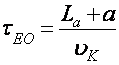 τ_EO = (L_a + a) / υ_K